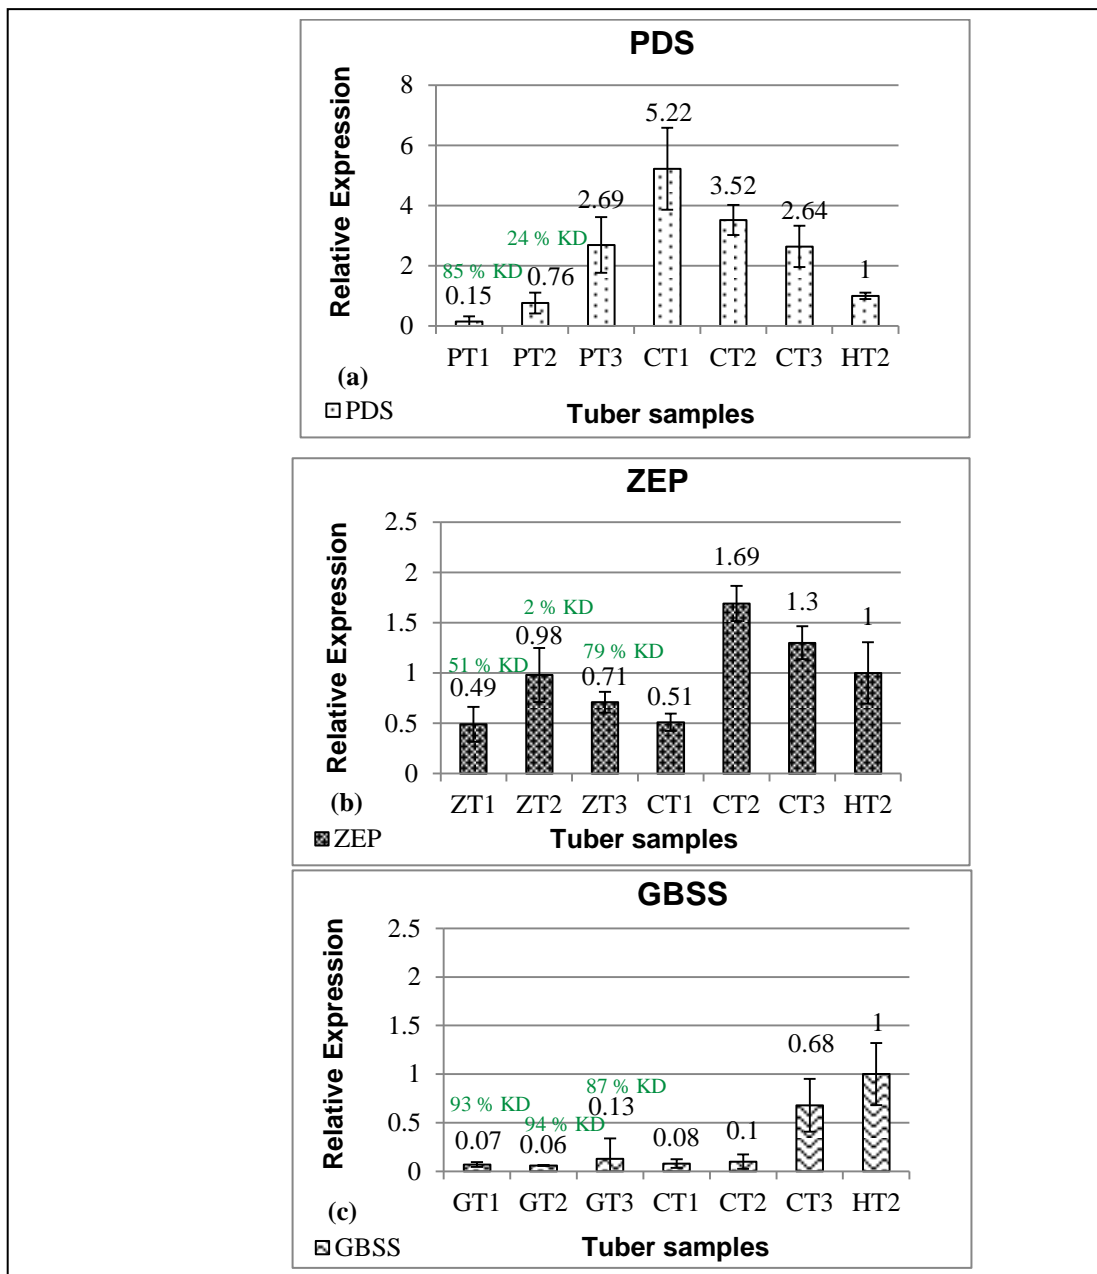 PDS
Relative Expression
8
6
4
2
0
5.22
3.52
2.69
2.64
24 % KD
85 % KD
0.76
0.15
1
PT1 PT2 PT3 CT1 CT2 CT3 HT2
(a)
PDS
Tuber samples
ZEP
Relative Expression
2.5
2
1.5
1
0.5
0
1.69
1.3
1
2 % KD
0.98
79 % KD
51 % KD
0.71
0.49
0.51
ZT1 ZT2 ZT3 CT1 CT2 CT3 HT2
(b)
ZEP
Tuber samples
GBSS
Relative Expression
2.5
2
1.5
1
0.5
0
1
0.68
87 % KD
93 % KD
0.13
94 % KD
0.07
0.06
0.08
0.1
GT1 GT2 GT3 CT1 CT2 CT3 HT2
(c)
GBSS
Tuber samples